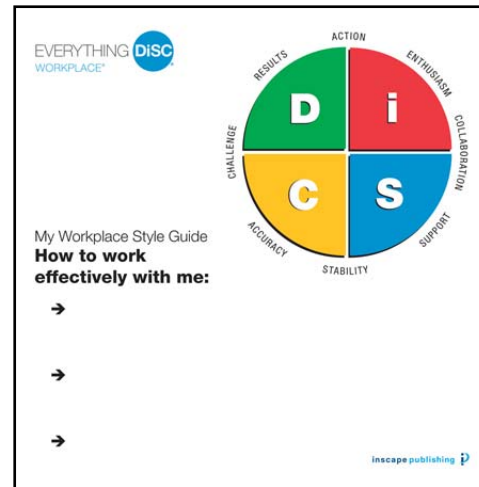 EVERYTHING DiSC®
WORKPLACE®
ACTION
RESULTS
ENTHUSIASM
CHALLENGE
COLLABORATION
D
i
C
S
ACCURACY
SUPPORT
STABILITY
My Workplace Style Guide
How to work
effectively with me:
➔
➔
➔
inscape publishing ip